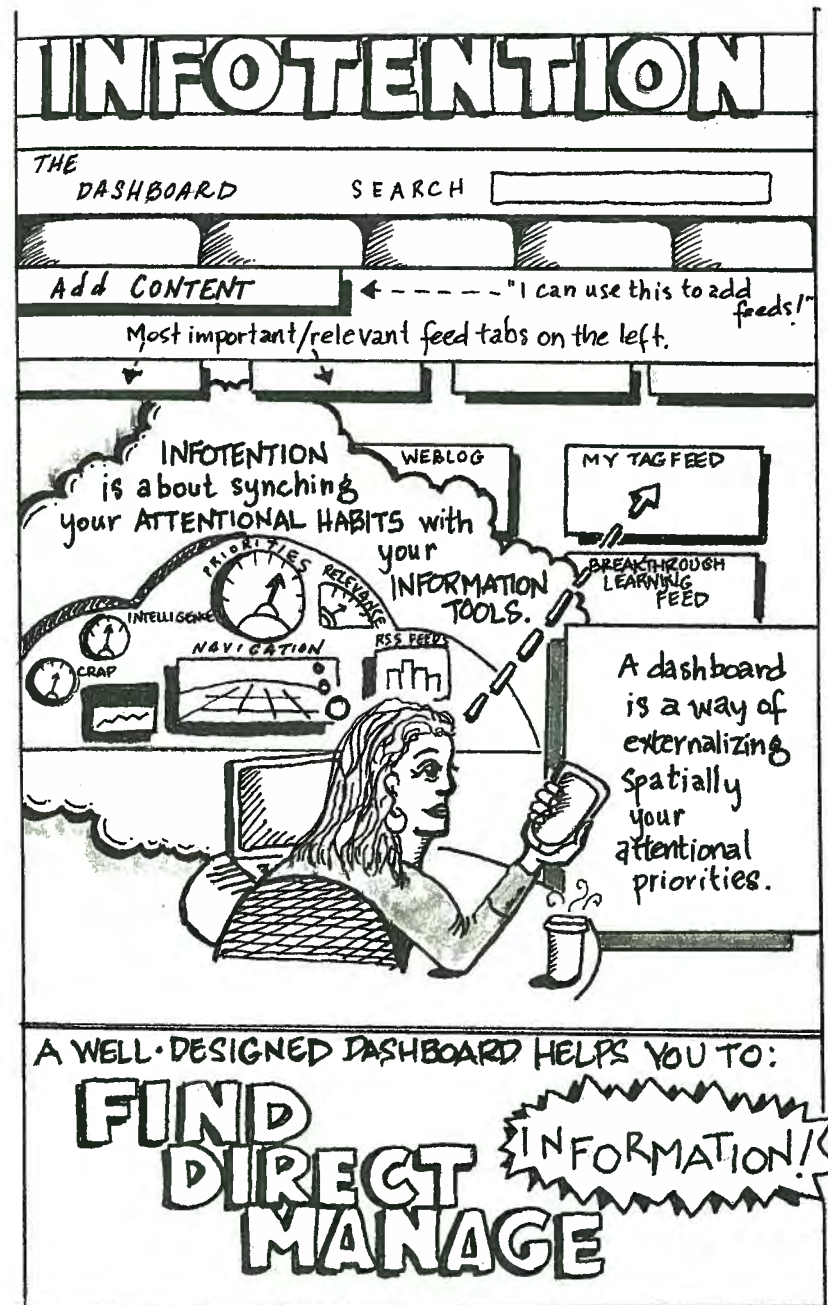 INFOTENTION
THE
DASHBOARD
SEARCH
Add CONTENT
"I can use this to add
feeds!"
Most important/relevant feed tabs on the left.
INFOTENTION
is about synching
your ATTENTIONAL HABITS with
your
INFORMATION
TOOLS.
WEBLOG
MY TAG FEED
BREAKTHROUGH
LEARNING
FEED
PRIORITIES
RELEVANCE
INTELLIGENCE
NAVIGATION
RSS FEEDS
CRAP
A dashboard
is a way of
externalizing
spatially
your
attentional
priorities.
A WELL·DESIGNED DASHBOARD HELPS YOU TO:
FIND
DIRECT
MANAGE
INFORMATION!